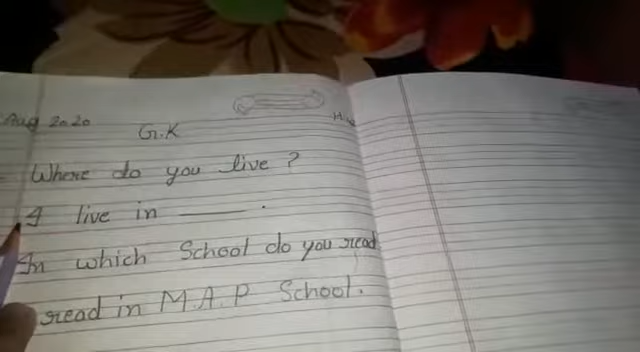 Aug 2020
G.K
Where do you live ?
I live in ______ .
In which School do you read
read in M.A.P School.